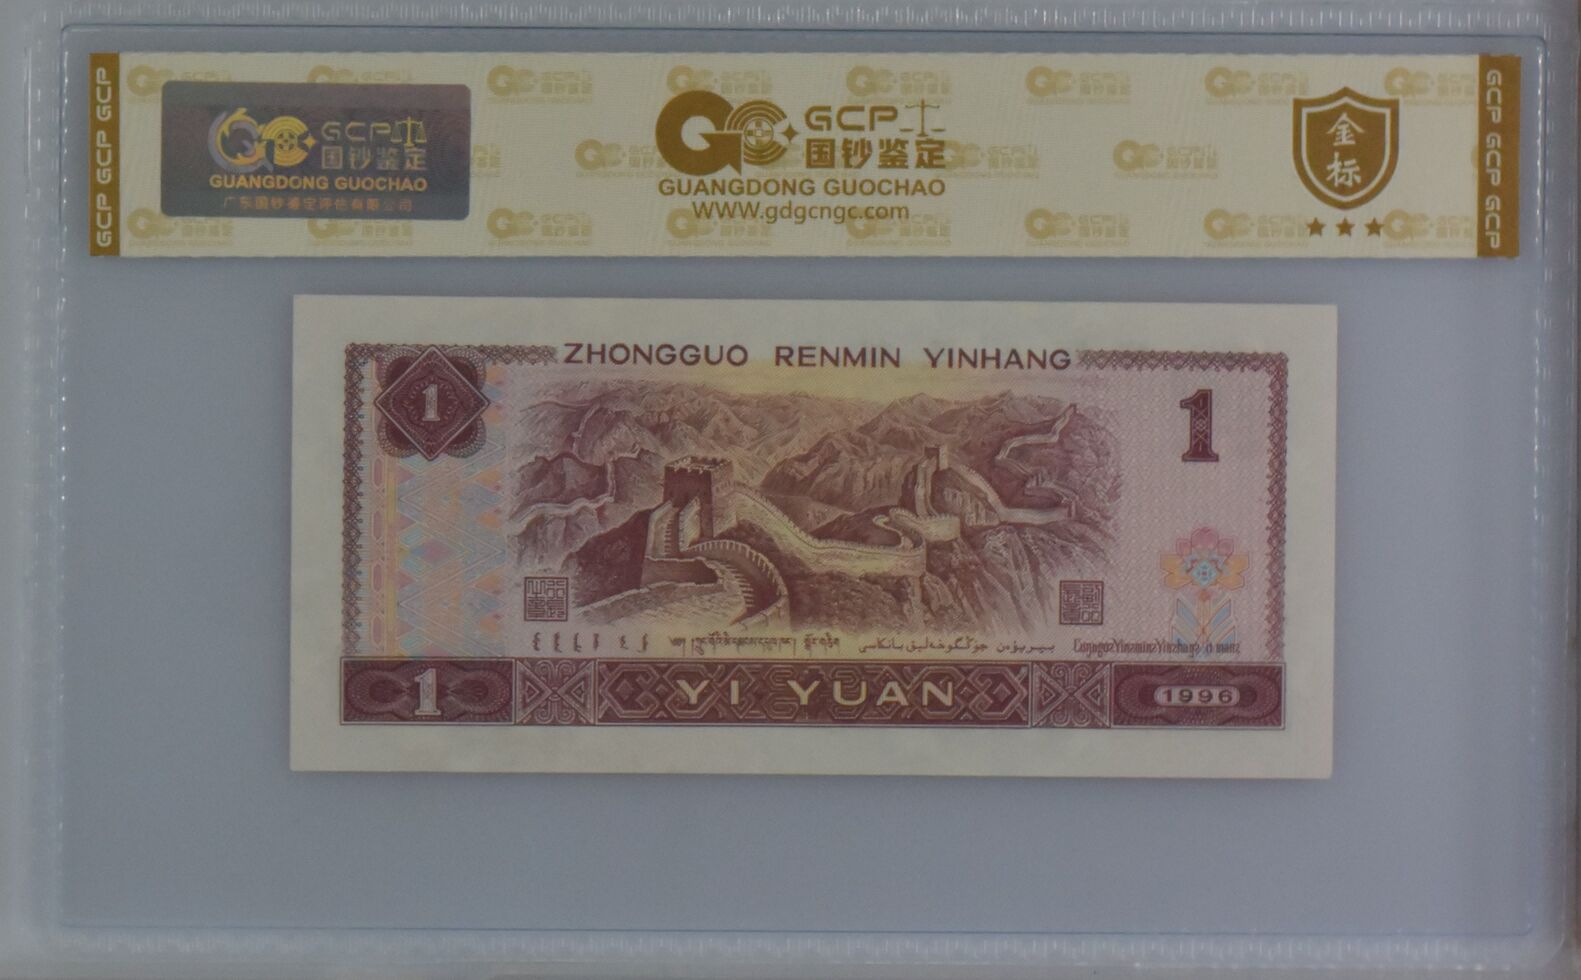 GCP GCP GCP
GCP
国钞鉴定
GUANGDONG GUOCHAO
广东国钞鉴定评估有限公司
GCP
国钞鉴定
GUANGDONG GUOCHAO
WWW.gdgcngc.com
金
标
GCP GCP GCP
ZHONGGUO RENMIN YINHANG
1
1
1
YI YUAN
1996